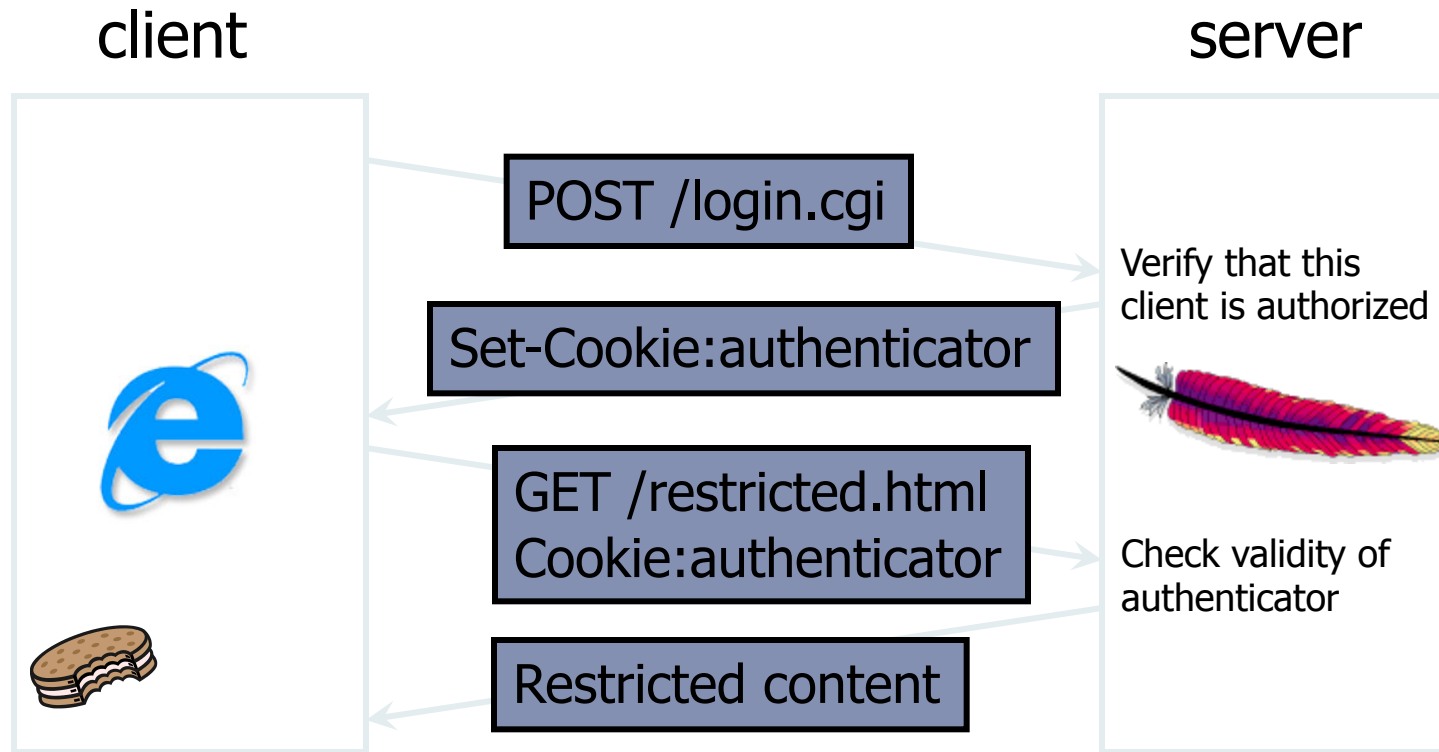 client
server
POST /login.cgi
Verify that this
client is authorized
Set-Cookie:authenticator
GET /restricted.html
Cookie:authenticator
Check validity of
authenticator
Restricted content